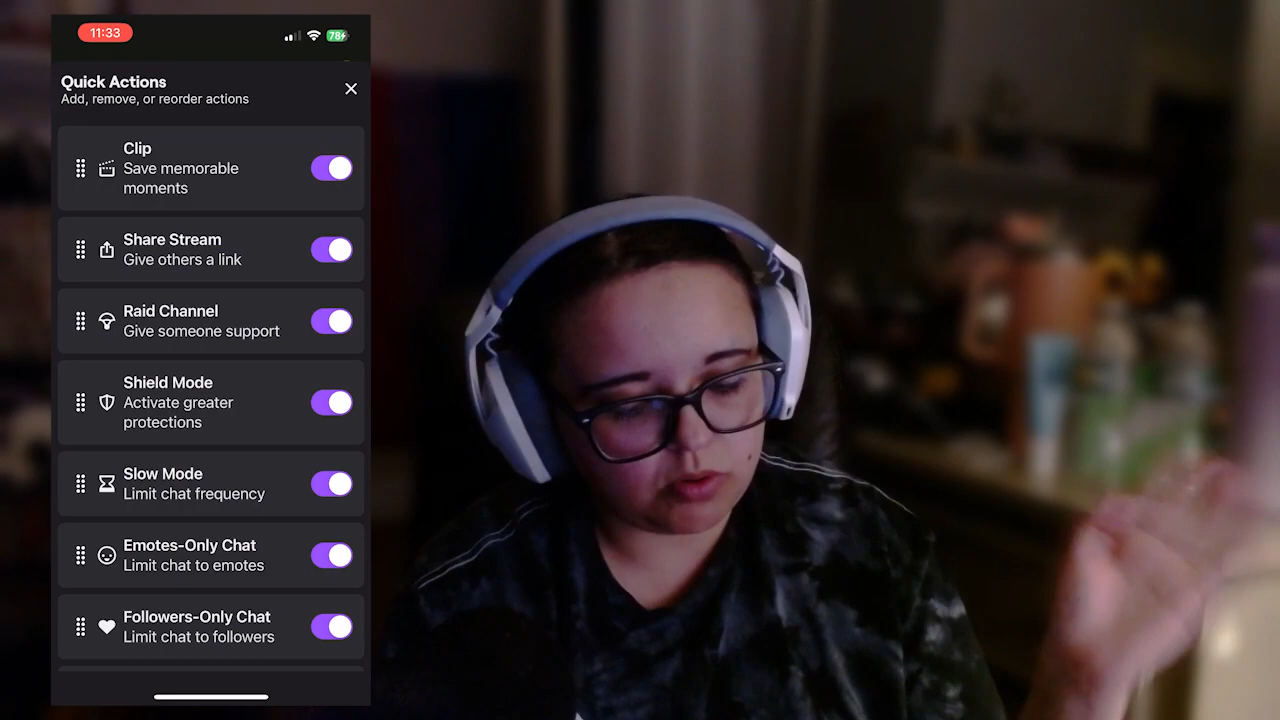 11:33
78
Quick Actions
Add, remove, or reorder actions
Clip
Save memorable
moments
Share Stream
Give others a link
Raid Channel
Give someone support
Shield Mode
Activate greater
protections
Slow Mode
Limit chat frequency
Emotes-Only Chat
Limit chat to emotes
Followers-Only Chat
Limit chat to followers